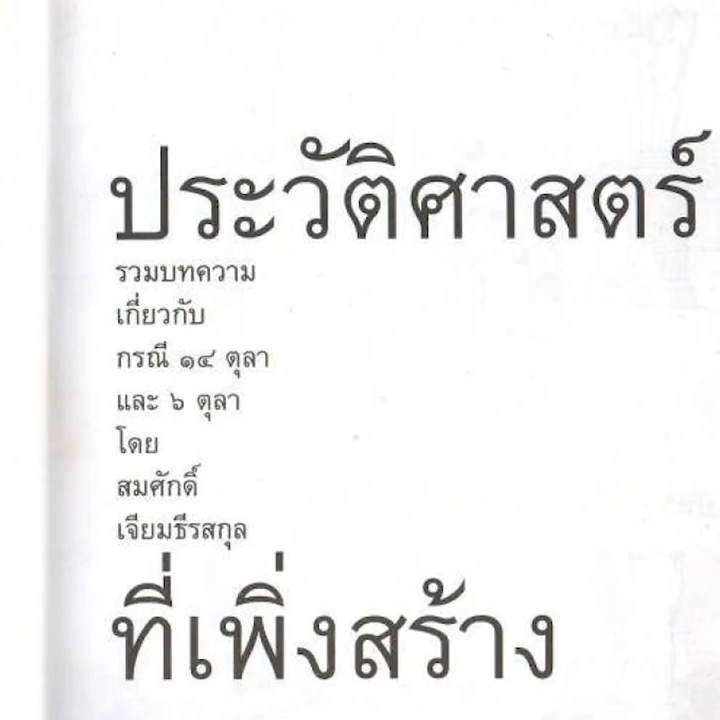 ประวัติศาสตร์
รวมบทความ
เกี่ยวกับ
กรณี ๑๔ ตุลา
และ ๖ ตุลา
โดย
สมศักดิ์
เจียมธีรสกุล
ที่เพิ่งสร้าง